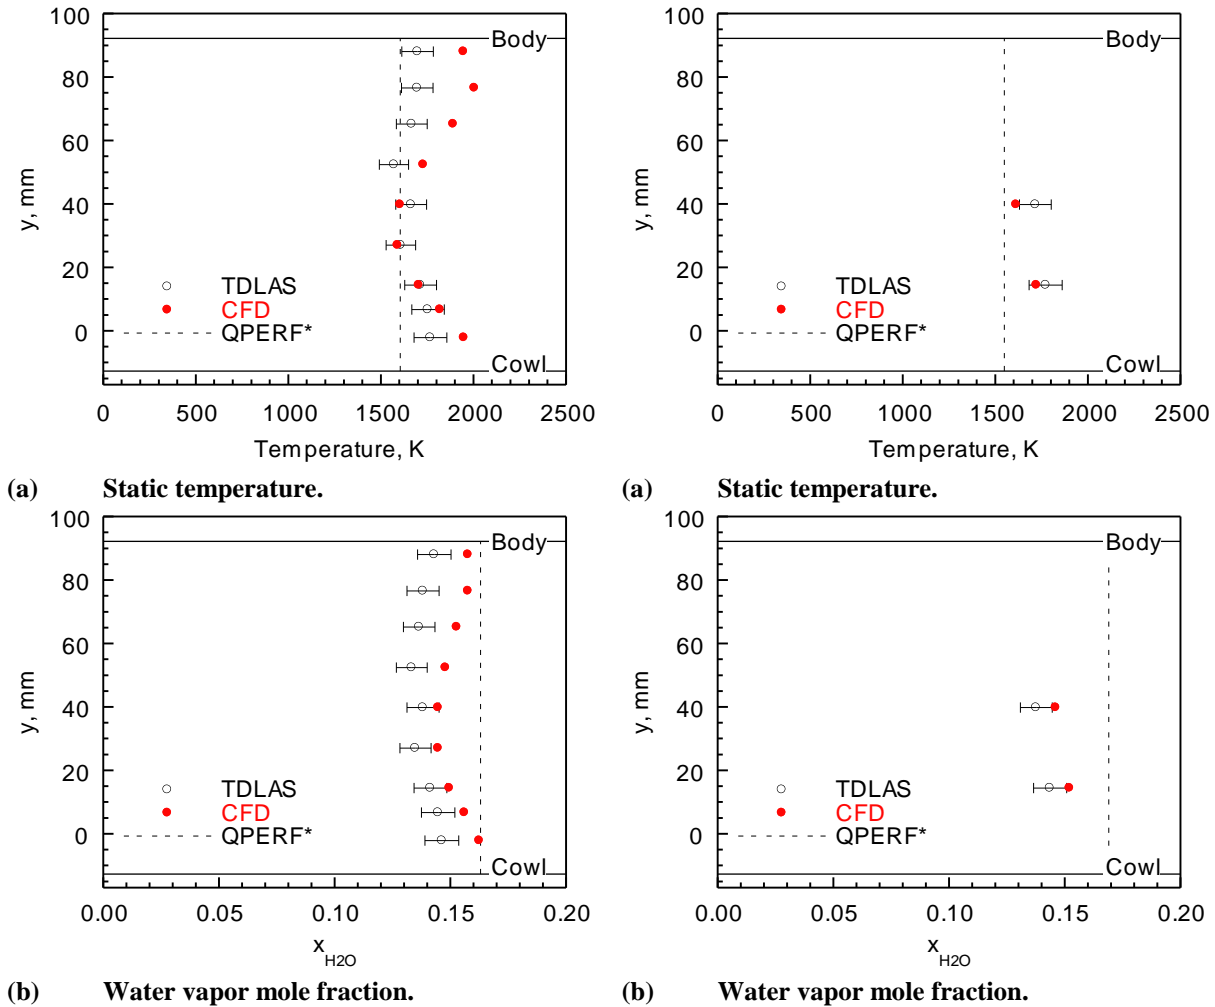 100
80
60
40
20
0
y, mm
Body
TDLAS
CFD
QPERF*
Cowl
0 500 1000 1500 2000 2500
Temperature, K
(a) Static temperature.
100
80
60
40
20
0
y, mm
Body
TDLAS
CFD
QPERF*
Cowl
0 500 1000 1500 2000 2500
Temperature, K
(a) Static temperature.
100
80
60
40
20
0
y, mm
Body
TDLAS
CFD
QPERF*
Cowl
0.00 0.05 0.10 0.15 0.20
x_H2O
(b) Water vapor mole fraction.
100
80
60
40
20
0
y, mm
Body
TDLAS
CFD
QPERF*
Cowl
0.00 0.05 0.10 0.15 0.20
x_H2O
(b) Water vapor mole fraction.